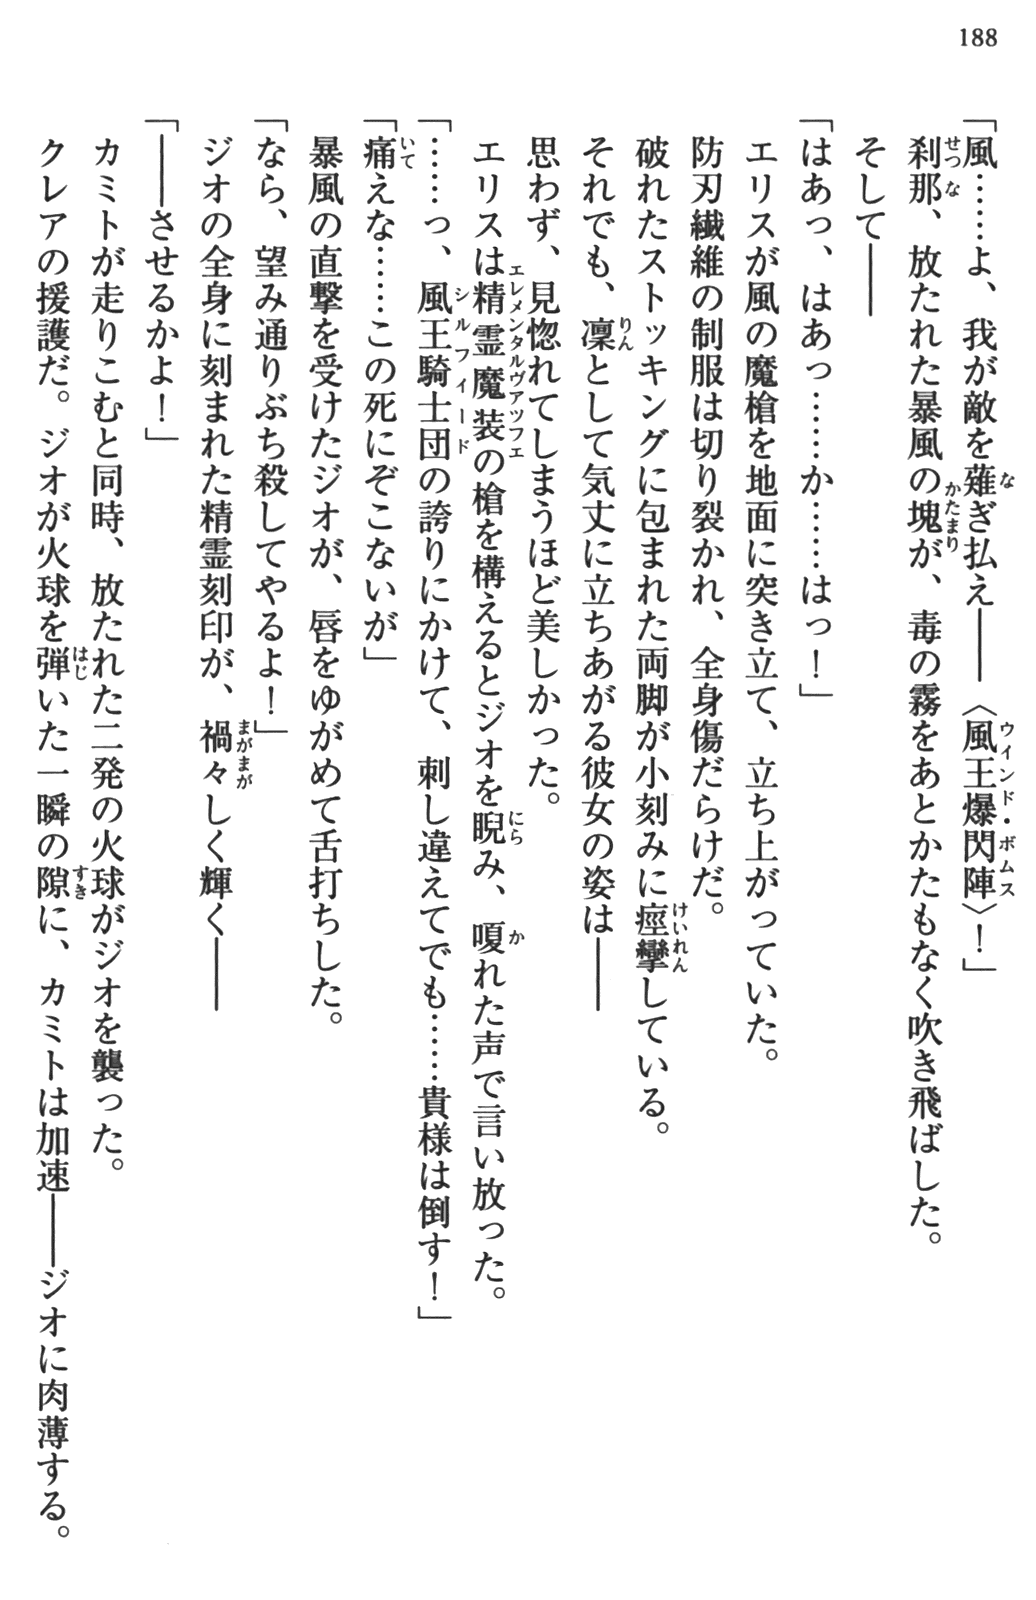 188
「風……よ、我が敵を薙ぎ払え――〈風王爆閃陣〉！」
刹那、放たれた暴風の塊が、毒の霧をあとかたもなく吹き飛ばした。
そして――
「はあっ、はあっ……か……はっ！」
エリスが風の魔槍を地面に突き立て、立ち上がっていた。
防刃繊維の制服は切り裂かれ、全身傷だらけだ。
破れたストッキングに包まれた両脚が小刻みに痙攣している。
それでも、凛として気丈に立ちあがる彼女の姿は――
思わず、見惚れてしまうほど美しかった。
エリスは精霊魔装の槍を構えるとジオを睨み、嗄れた声で言い放った。
「……っ、風王騎士団の誇りにかけて、刺し違えてでも……貴様は倒す！」
「痛えな……この死にぞこないが」
暴風の直撃を受けたジオが、唇をゆがめて舌打ちした。
「なら、望み通りぶち殺してやるよ！」
ジオの全身に刻まれた精霊刻印が、禍々しく輝く――
「――させるかよ！」
カミトが走りこむと同時、放たれた二発の火球がジオを襲った。
クレアの援護だ。ジオが火球を弾いた一瞬の隙に、カミトは加速――ジオに肉薄する。